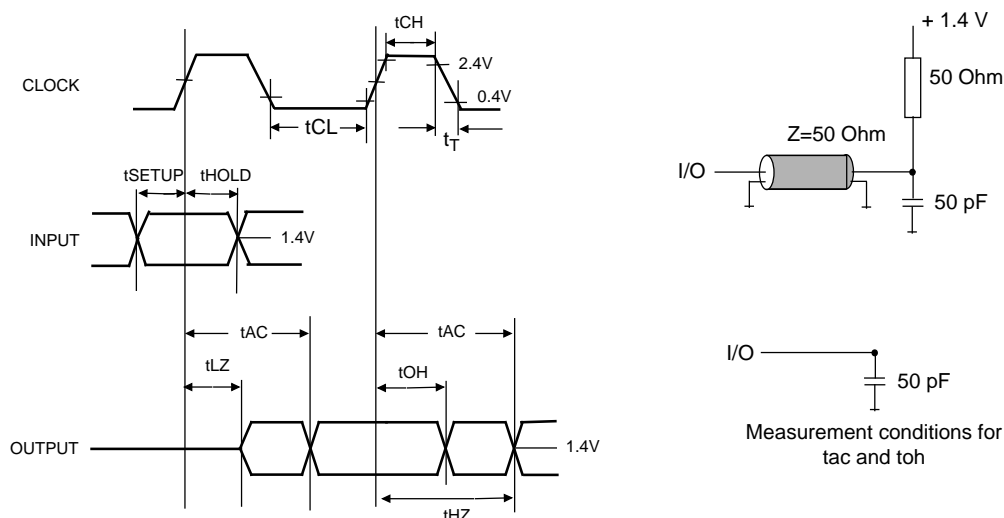 tCH
2.4V
CLOCK
0.4V
tCL
tT
tSETUP
tHOLD
INPUT
1.4V
tAC
tAC
tLZ
tOH
OUTPUT
1.4V
tHZ
+ 1.4 V
50 Ohm
Z=50 Ohm
I/O
50 pF
I/O
50 pF
Measurement conditions for
tac and toh